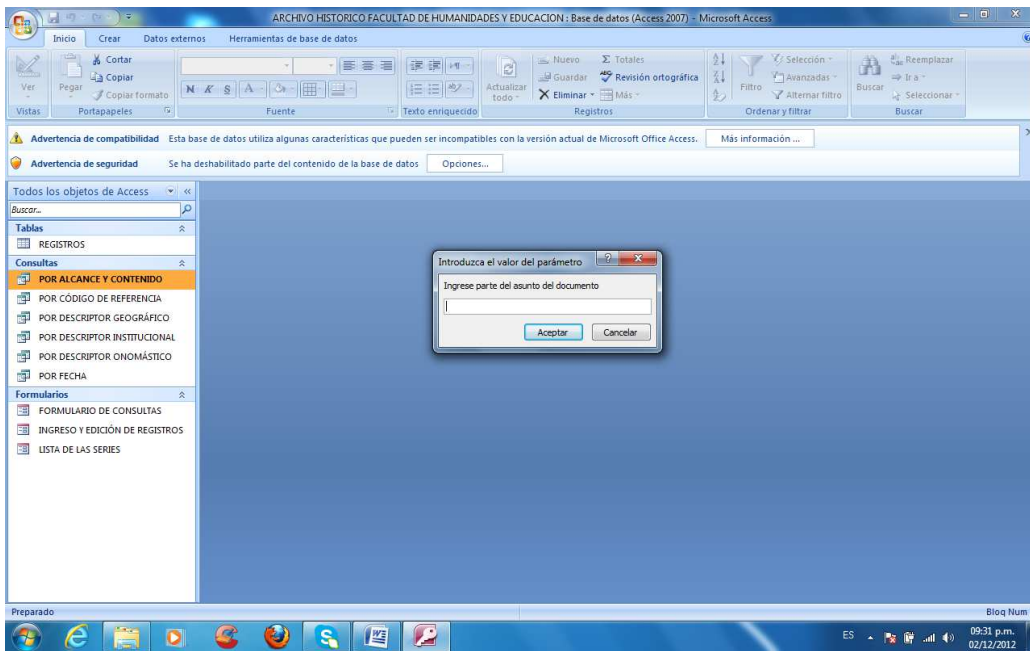 ARCHIVO HISTORICO FACULTAD DE HUMANIDADES Y EDUCACION : Base de datos (Access 2007) - Microsoft Access
Inicio Crear Datos externos Herramientas de base de datos
Ver
Pegar
Cortar
Copiar
Copiar formato
N K S A
Actualizar todo
Nuevo
Guardar
Eliminar
Σ Totales
Revisión ortográfica
Más
Filtro
Selección
Avanzadas
Alternar filtro
Buscar
Reemplazar
Ir a
Seleccionar
Vistas Portapapeles Fuente Texto enriquecido Registros Ordenar y filtrar Buscar
Advertencia de compatibilidad Esta base de datos utiliza algunas características que pueden ser incompatibles con la versión actual de Microsoft Office Access. Más información ...
Advertencia de seguridad Se ha deshabilitado parte del contenido de la base de datos Opciones...
Todos los objetos de Access
Buscar...
Tablas
REGISTROS
Consultas
POR ALCANCE Y CONTENIDO
POR CÓDIGO DE REFERENCIA
POR DESCRIPTOR GEOGRÁFICO
POR DESCRIPTOR INSTITUCIONAL
POR DESCRIPTOR ONOMÁSTICO
POR FECHA
Formularios
FORMULARIO DE CONSULTAS
INGRESO Y EDICIÓN DE REGISTROS
LISTA DE LAS SERIES
Introduzca el valor del parámetro
Ingrese parte del asunto del documento
Aceptar Cancelar
Preparado Bloq Num
ES 09:31 p.m.
02/12/2012